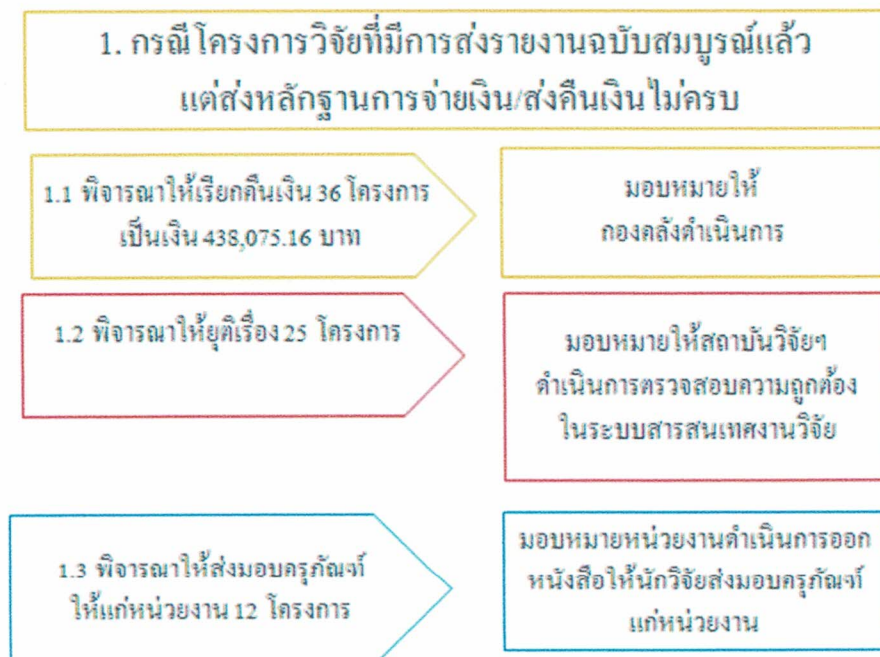 1. กรณีโครงการวิจัยที่มีการส่งรายงานฉบับสมบูรณ์แล้ว
แต่ส่งหลักฐานการจ่ายเงิน/ส่งคืนเงินไม่ครบ
1.1 พิจารณาให้เรียกคืนเงิน 36 โครงการ
เป็นเงิน 438,075.16 บาท
มอบหมายให้
กองคลังดำเนินการ
1.2 พิจารณาให้ยุติเรื่อง 25 โครงการ
มอบหมายให้สถาบันวิจัยฯ
ดำเนินการตรวจสอบความถูกต้อง
ในระบบสารสนเทศงานวิจัย
1.3 พิจารณาให้ส่งมอบครุภัณฑ์
ให้แก่หน่วยงาน 12 โครงการ
มอบหมายหน่วยงานดำเนินการออก
หนังสือให้นักวิจัยส่งมอบครุภัณฑ์
แก่หน่วยงาน